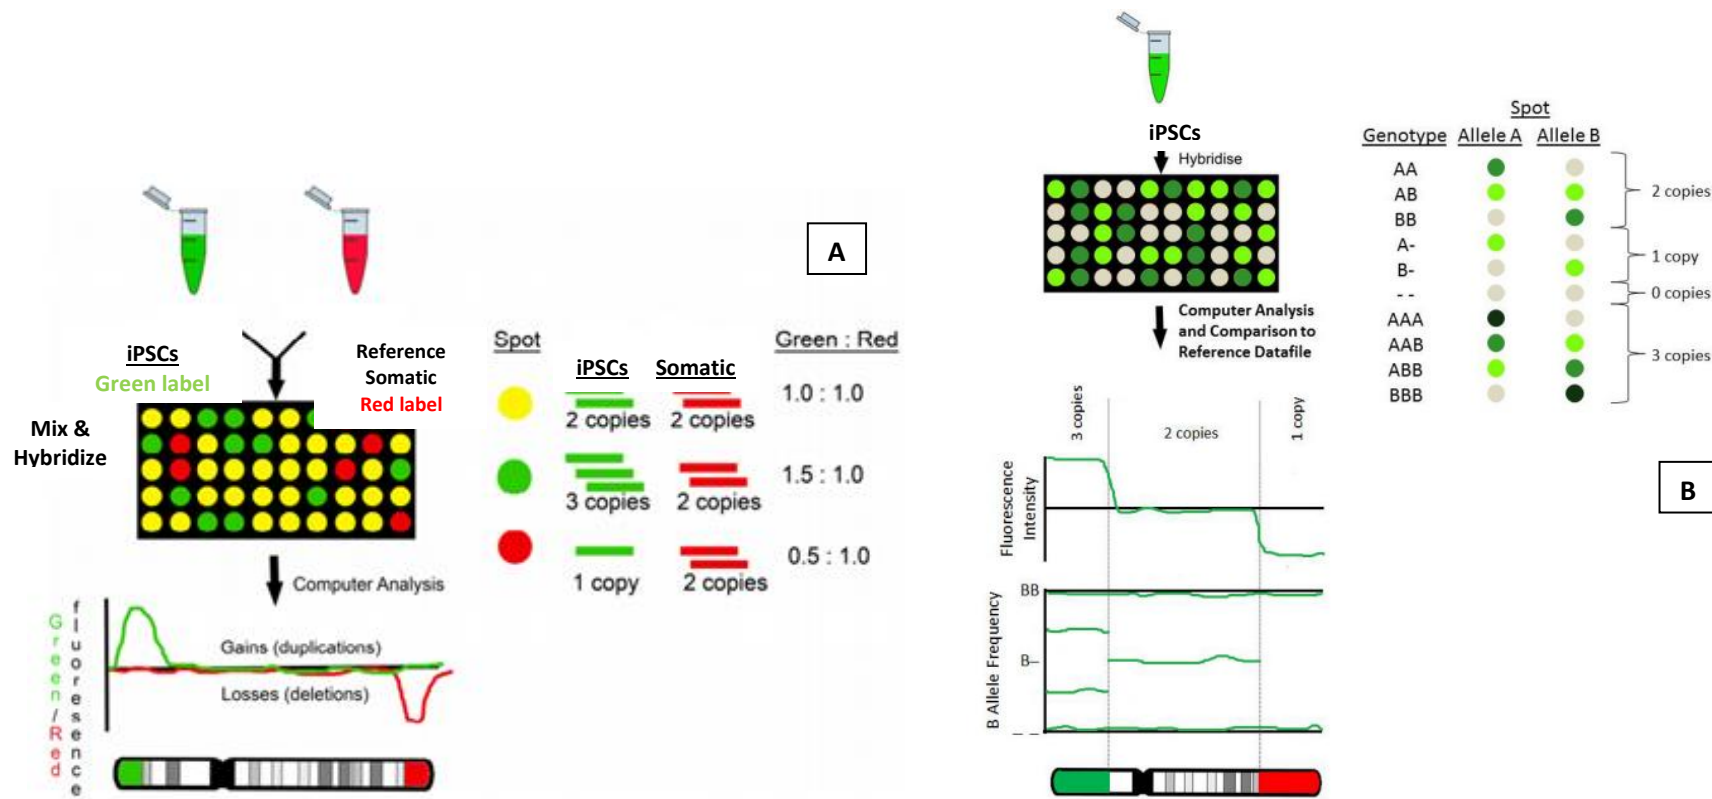 A
iPSCs
Green label
Reference
Somatic
Red label
Mix &
Hybridize
Spot
iPSCs
Somatic
Green : Red
2 copies
2 copies
1.0 : 1.0
3 copies
2 copies
1.5 : 1.0
1 copy
2 copies
0.5 : 1.0
Computer Analysis
Green/Red
fluoresence
Gains (duplications)
Losses (deletions)
iPSCs
Hybridise
Computer Analysis
and Comparison to
Reference Datafile
Spot
Genotype Allele A Allele B
AA
AB
BB
2 copies
A-
B-
1 copy
- -
0 copies
AAA
AAB
ABB
BBB
3 copies
B
3 copies
2 copies
1 copy
Fluorescence
Intensity
B Allele Frequency
BB
B–
– –